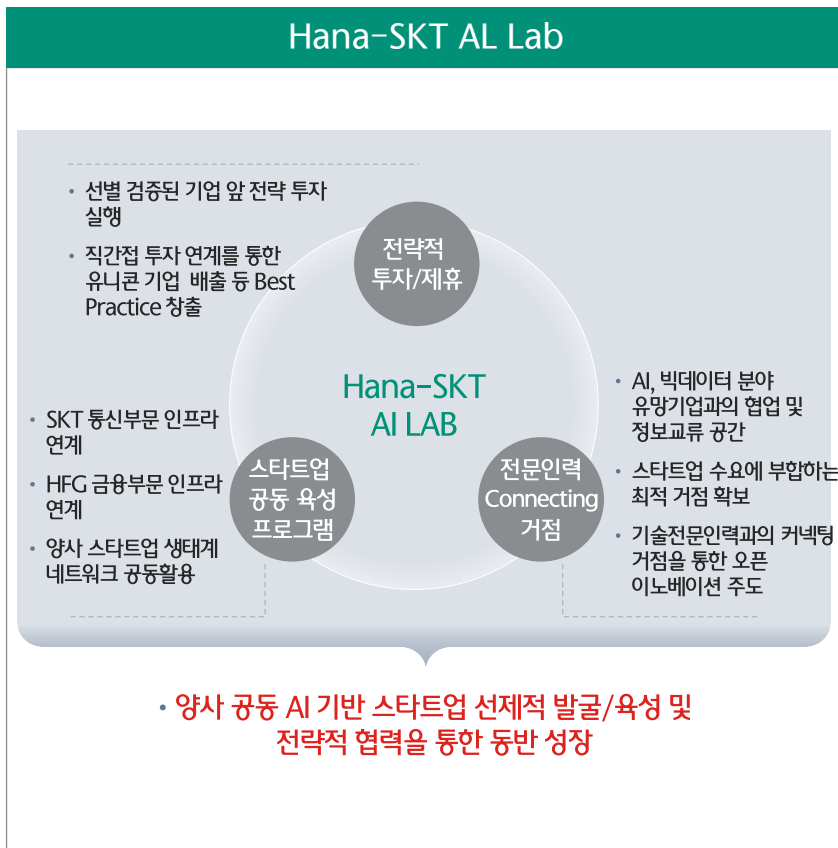 Hana-SKT AL Lab
• 선별 검증된 기업 앞 전략 투자
실행
• 직간접 투자 연계를 통한
유니콘 기업 배출 등 Best
Practice 창출
전략적
투자/제휴
Hana-SKT
AI LAB
• SKT 통신부문 인프라
연계
• HFG 금융부문 인프라
연계
• 양사 스타트업 생태계
네트워크 공동활용
스타트업
공동 육성
프로그램
전문인력
Connecting
거점
• AI, 빅데이터 분야
유망기업과의 협업 및
정보교류 공간
• 스타트업 수요에 부합하는
최적 거점 확보
• 기술전문인력과의 커넥팅
거점을 통한 오픈
이노베이션 주도
• 양사 공동 AI 기반 스타트업 선제적 발굴/육성 및
전략적 협력을 통한 동반 성장